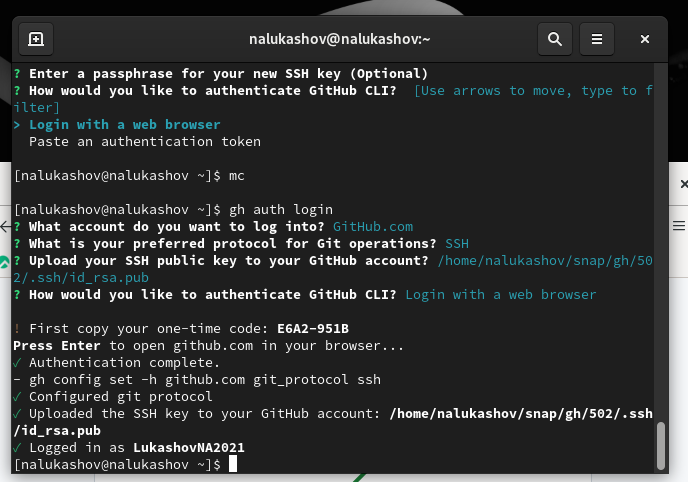 nalukashov@nalukashov:~
? Enter a passphrase for your new SSH key (Optional)
? How would you like to authenticate GitHub CLI?  [Use arrows to move, type to f
ilter]
> Login with a web browser
  Paste an authentication token
[nalukashov@nalukashov ~]$ mc
[nalukashov@nalukashov ~]$ gh auth login
? What account do you want to log into? GitHub.com
? What is your preferred protocol for Git operations? SSH
? Upload your SSH public key to your GitHub account? /home/nalukashov/snap/gh/50
2/.ssh/id_rsa.pub
? How would you like to authenticate GitHub CLI? Login with a web browser
! First copy your one-time code: E6A2-951B
Press Enter to open github.com in your browser...
✓ Authentication complete.
- gh config set -h github.com git_protocol ssh
✓ Configured git protocol
✓ Uploaded the SSH key to your GitHub account: /home/nalukashov/snap/gh/502/.ssh
/id_rsa.pub
✓ Logged in as LukashovNA2021
[nalukashov@nalukashov ~]$